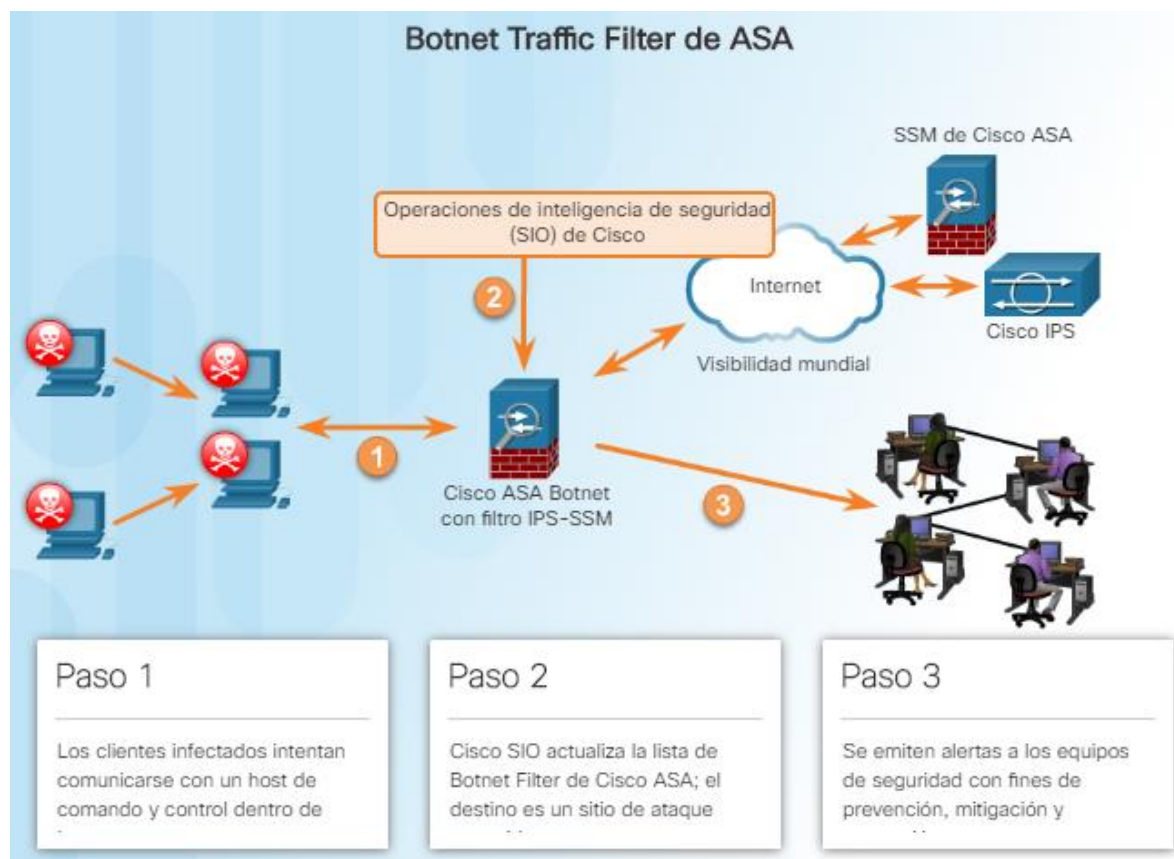 Botnet Traffic Filter de ASA
SSM de Cisco ASA
Operaciones de inteligencia de seguridad
(SIO) de Cisco
2
Internet
Cisco IPS
Visibilidad mundial
1
Cisco ASA Botnet
con filtro IPS-SSM
3
Paso 1
Los clientes infectados intentan
comunicarse con un host de
comando y control dentro de
Paso 2
Cisco SIO actualiza la lista de
Botnet Filter de Cisco ASA; el
destino es un sitio de ataque
Paso 3
Se emiten alertas a los equipos
de seguridad con fines de
prevención, mitigación y